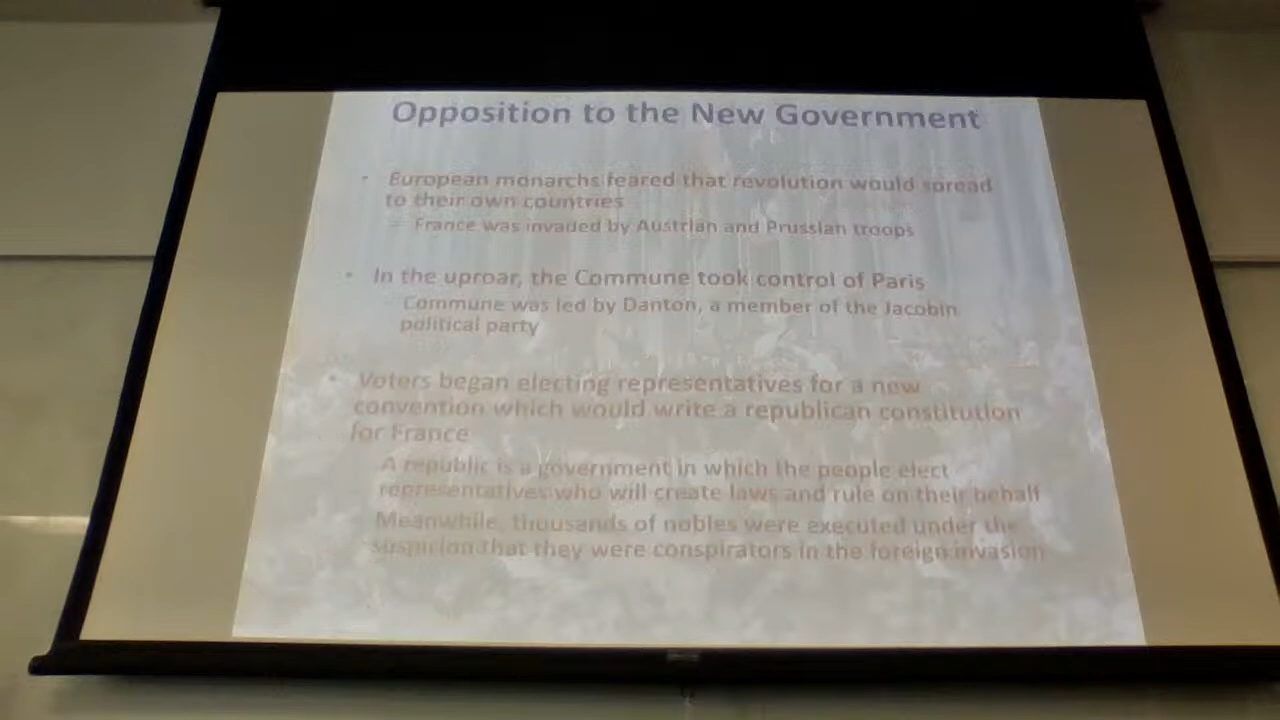 Opposition to the New Government
• European monarchs feared that revolution would spread
to their own countries
– France was invaded by Austrian and Prussian troops
• In the uproar, the Commune took control of Paris
– Commune was led by Danton, a member of the Jacobin
political party
• Voters began electing representatives for a new
convention which would write a republican constitution
for France
A republic is a government in which the people elect
representatives who will create laws and rule on their behalf
Meanwhile, thousands of nobles were executed under the
suspicion that they were conspirators in the foreign invasion